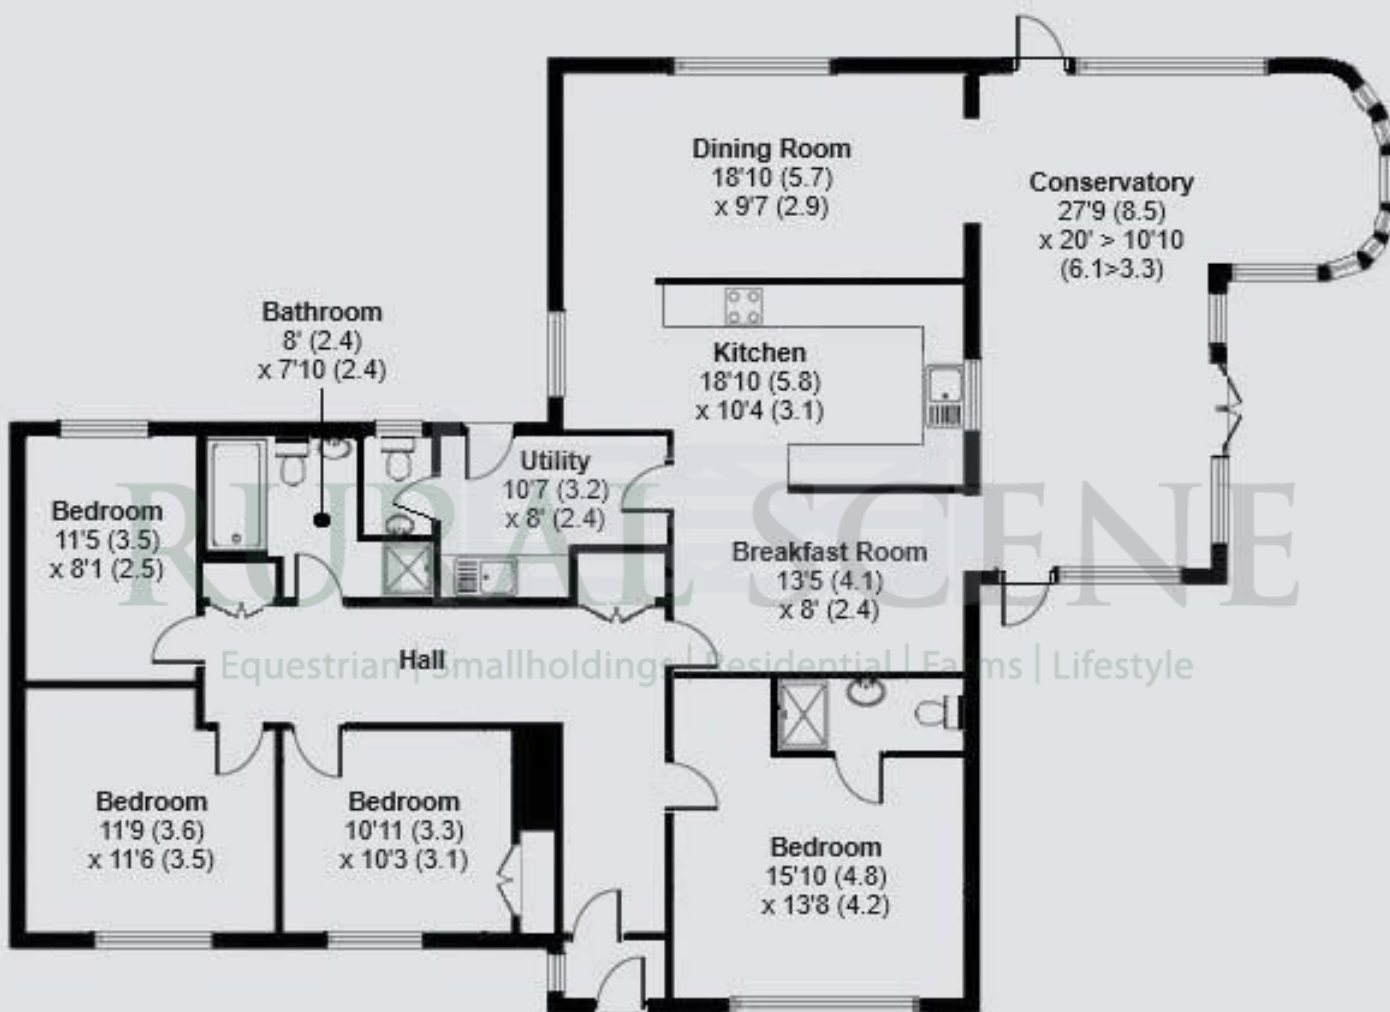 Dining Room
18'10 (5.7)
x 9'7 (2.9)
Conservatory
27'9 (8.5)
x 20' > 10'10
(6.1>3.3)
Bathroom
8' (2.4)
x 7'10 (2.4)
Kitchen
18'10 (5.8)
x 10'4 (3.1)
Utility
10'7 (3.2)
x 8' (2.4)
Bedroom
11'5 (3.5)
x 8'1 (2.5)
RURAL SCENE
Breakfast Room
13'5 (4.1)
x 8' (2.4)
Hall
Equestrian | Smallholdings | Residential | Farms | Lifestyle
Bedroom
11'9 (3.6)
x 11'6 (3.5)
Bedroom
10'11 (3.3)
x 10'3 (3.1)
Bedroom
15'10 (4.8)
x 13'8 (4.2)